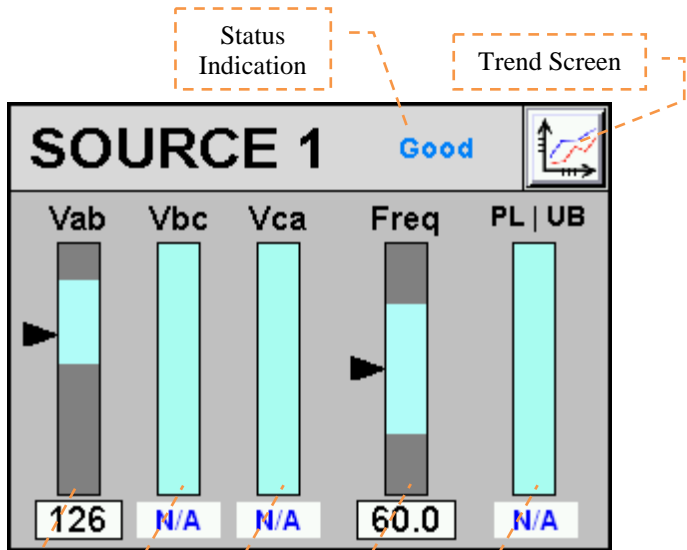 Status
Indication
Trend Screen
SOURCE 1
Good
Vab Vbc Vca Freq PL | UB
126 N/A N/A 60.0 N/A